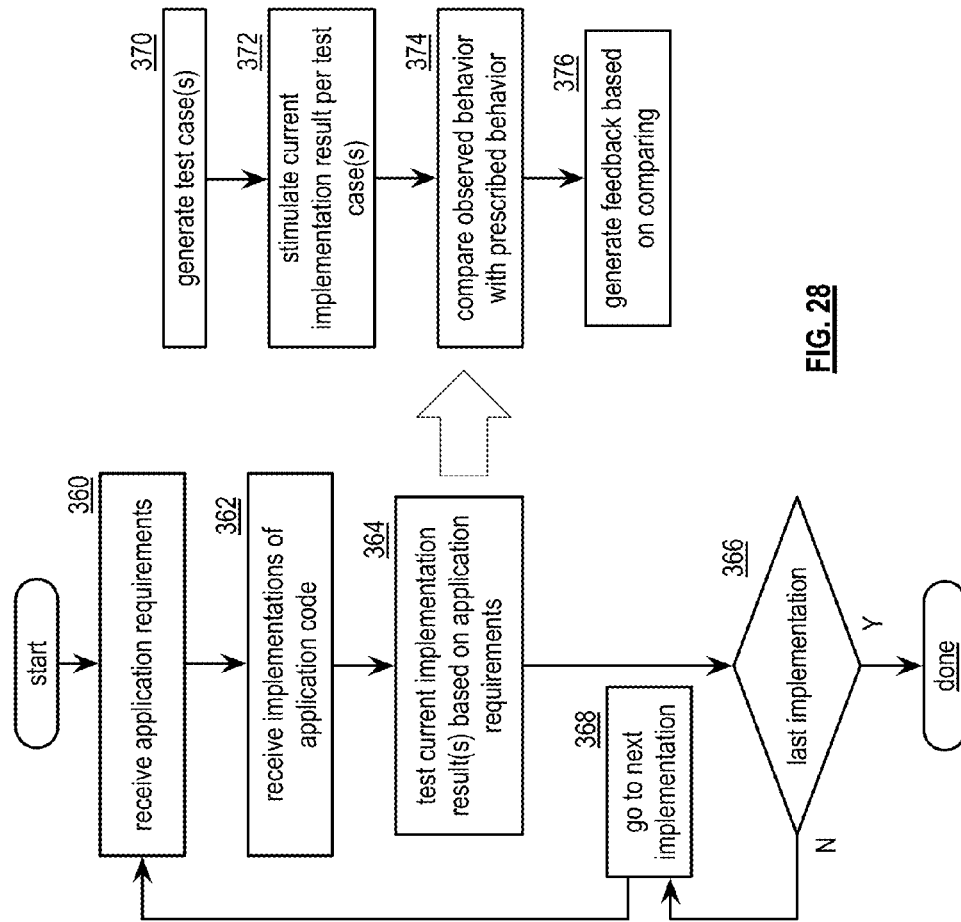 start
360
receive application requirements
362
receive implementations of
application code
364
test current implementation
result(s) based on application
requirements
366
last implementation
N
Y
368
go to next
implementation
done
370
generate test case(s)
372
stimulate current
implementation result per test
case(s)
374
compare observed behavior
with prescribed behavior
376
generate feedback based
on comparing
FIG. 28